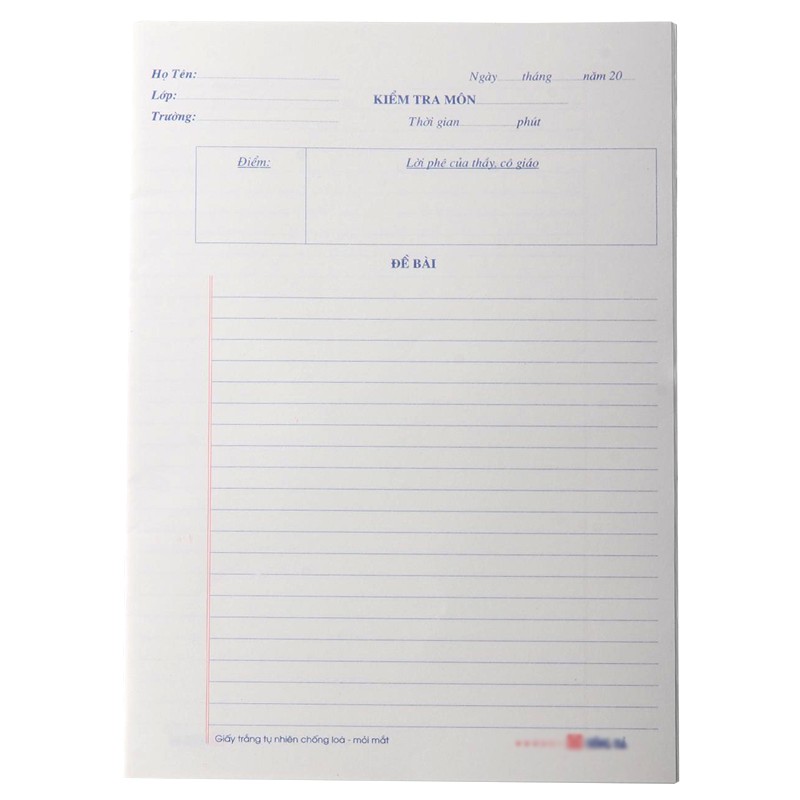 Họ Tên: Ngày tháng năm 20
Lớp: KIỂM TRA MÔN
Trường: Thời gian phút
Điểm: Lời phê của thầy, cô giáo
ĐỀ BÀI
Giấy trắng tự nhiên chống loá - mỏi mắt